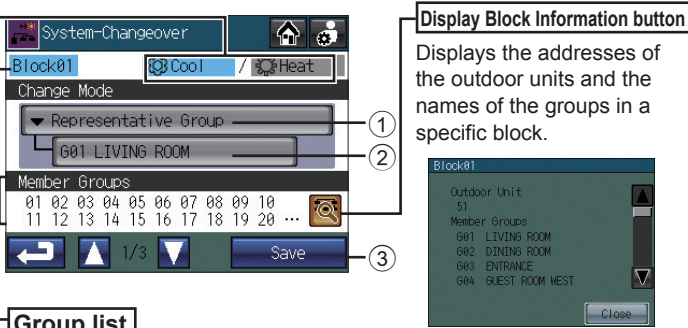 System-Changeover
Block01 Cool / Heat
Change Mode
Representative Group
①
G01 LIVING ROOM
②
Member Groups
01 02 03 04 05 06 07 08 09 10
11 12 13 14 15 16 17 18 19 20 ...
1/3 Save
③
Group list
Display Block Information button
Displays the addresses of
the outdoor units and the
names of the groups in a
specific block.
Block01
Outdoor Unit
51
Member Groups
G01 LIVING ROOM
G02 DINING ROOM
G03 ENTRANCE
G04 GUEST ROOM WEST
Close